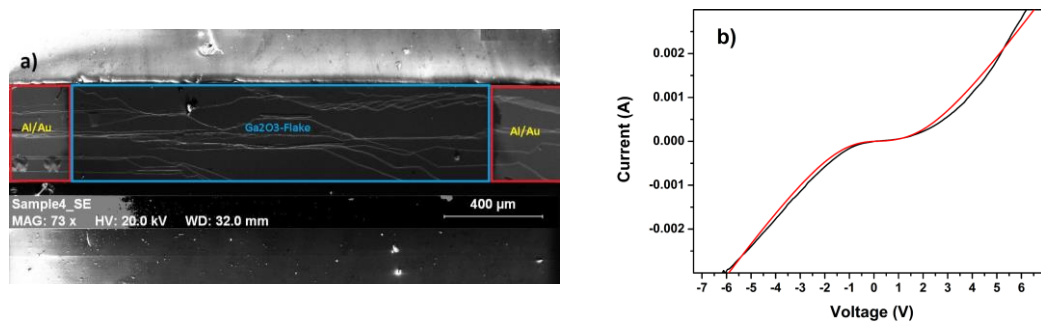 a)
Al/Au
Ga2O3-Flake
Al/Au
Sample4_SE
MAG: 73 x HV: 20.0 kV WD: 32.0 mm
400 µm
b)
Current (A)
0.002
0.001
0.000
-0.001
-0.002
-7 -6 -5 -4 -3 -2 -1 0 1 2 3 4 5 6
Voltage (V)